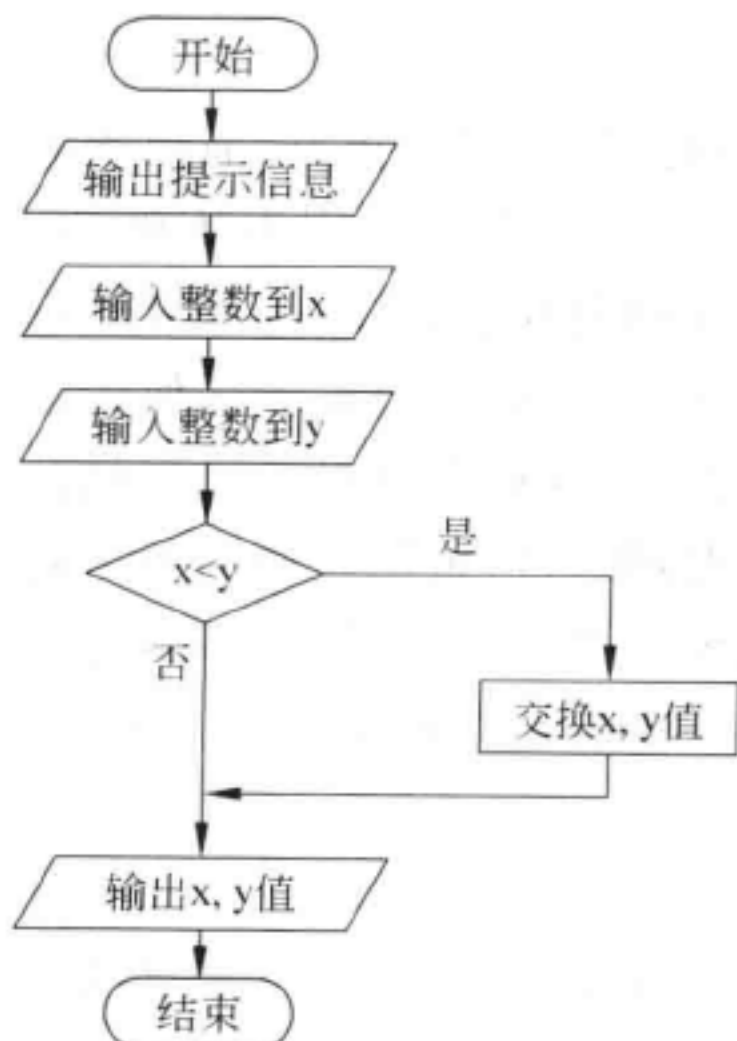 开始
输出提示信息
输入整数到x
输入整数到y
x<y
是
否
交换x, y值
输出x, y值
结束